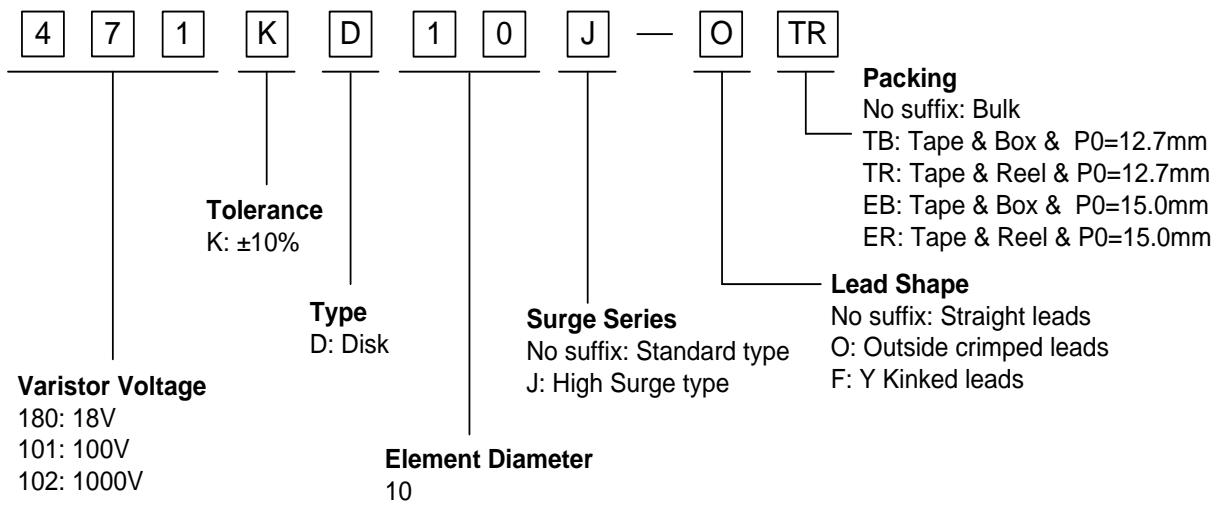 4 7 1 K D 1 0 J — O TR
Packing
No suffix: Bulk
TB: Tape & Box & P0=12.7mm
TR: Tape & Reel & P0=12.7mm
EB: Tape & Box & P0=15.0mm
ER: Tape & Reel & P0=15.0mm
Tolerance
K: ±10%
Lead Shape
No suffix: Straight leads
O: Outside crimped leads
F: Y Kinked leads
Type
D: Disk
Surge Series
No suffix: Standard type
J: High Surge type
Varistor Voltage
180: 18V
101: 100V
102: 1000V
Element Diameter
10